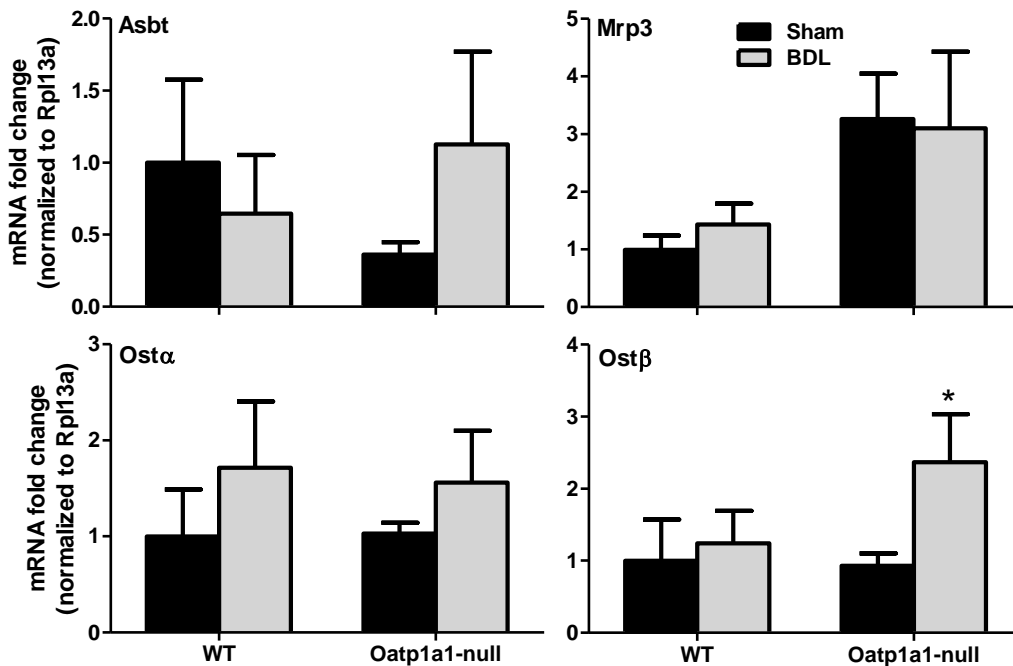 Asbt
mRNA fold change
(normalized to Rpl13a)
2.0
1.5
1.0
0.5
0.0
Mrp3
Sham
BDL
5
4
3
2
1
0
Ostα
mRNA fold change
(normalized to Rpl13a)
3
2
1
0
WT
Oatp1a1-null
Ostβ
*
4
3
2
1
0
WT
Oatp1a1-null